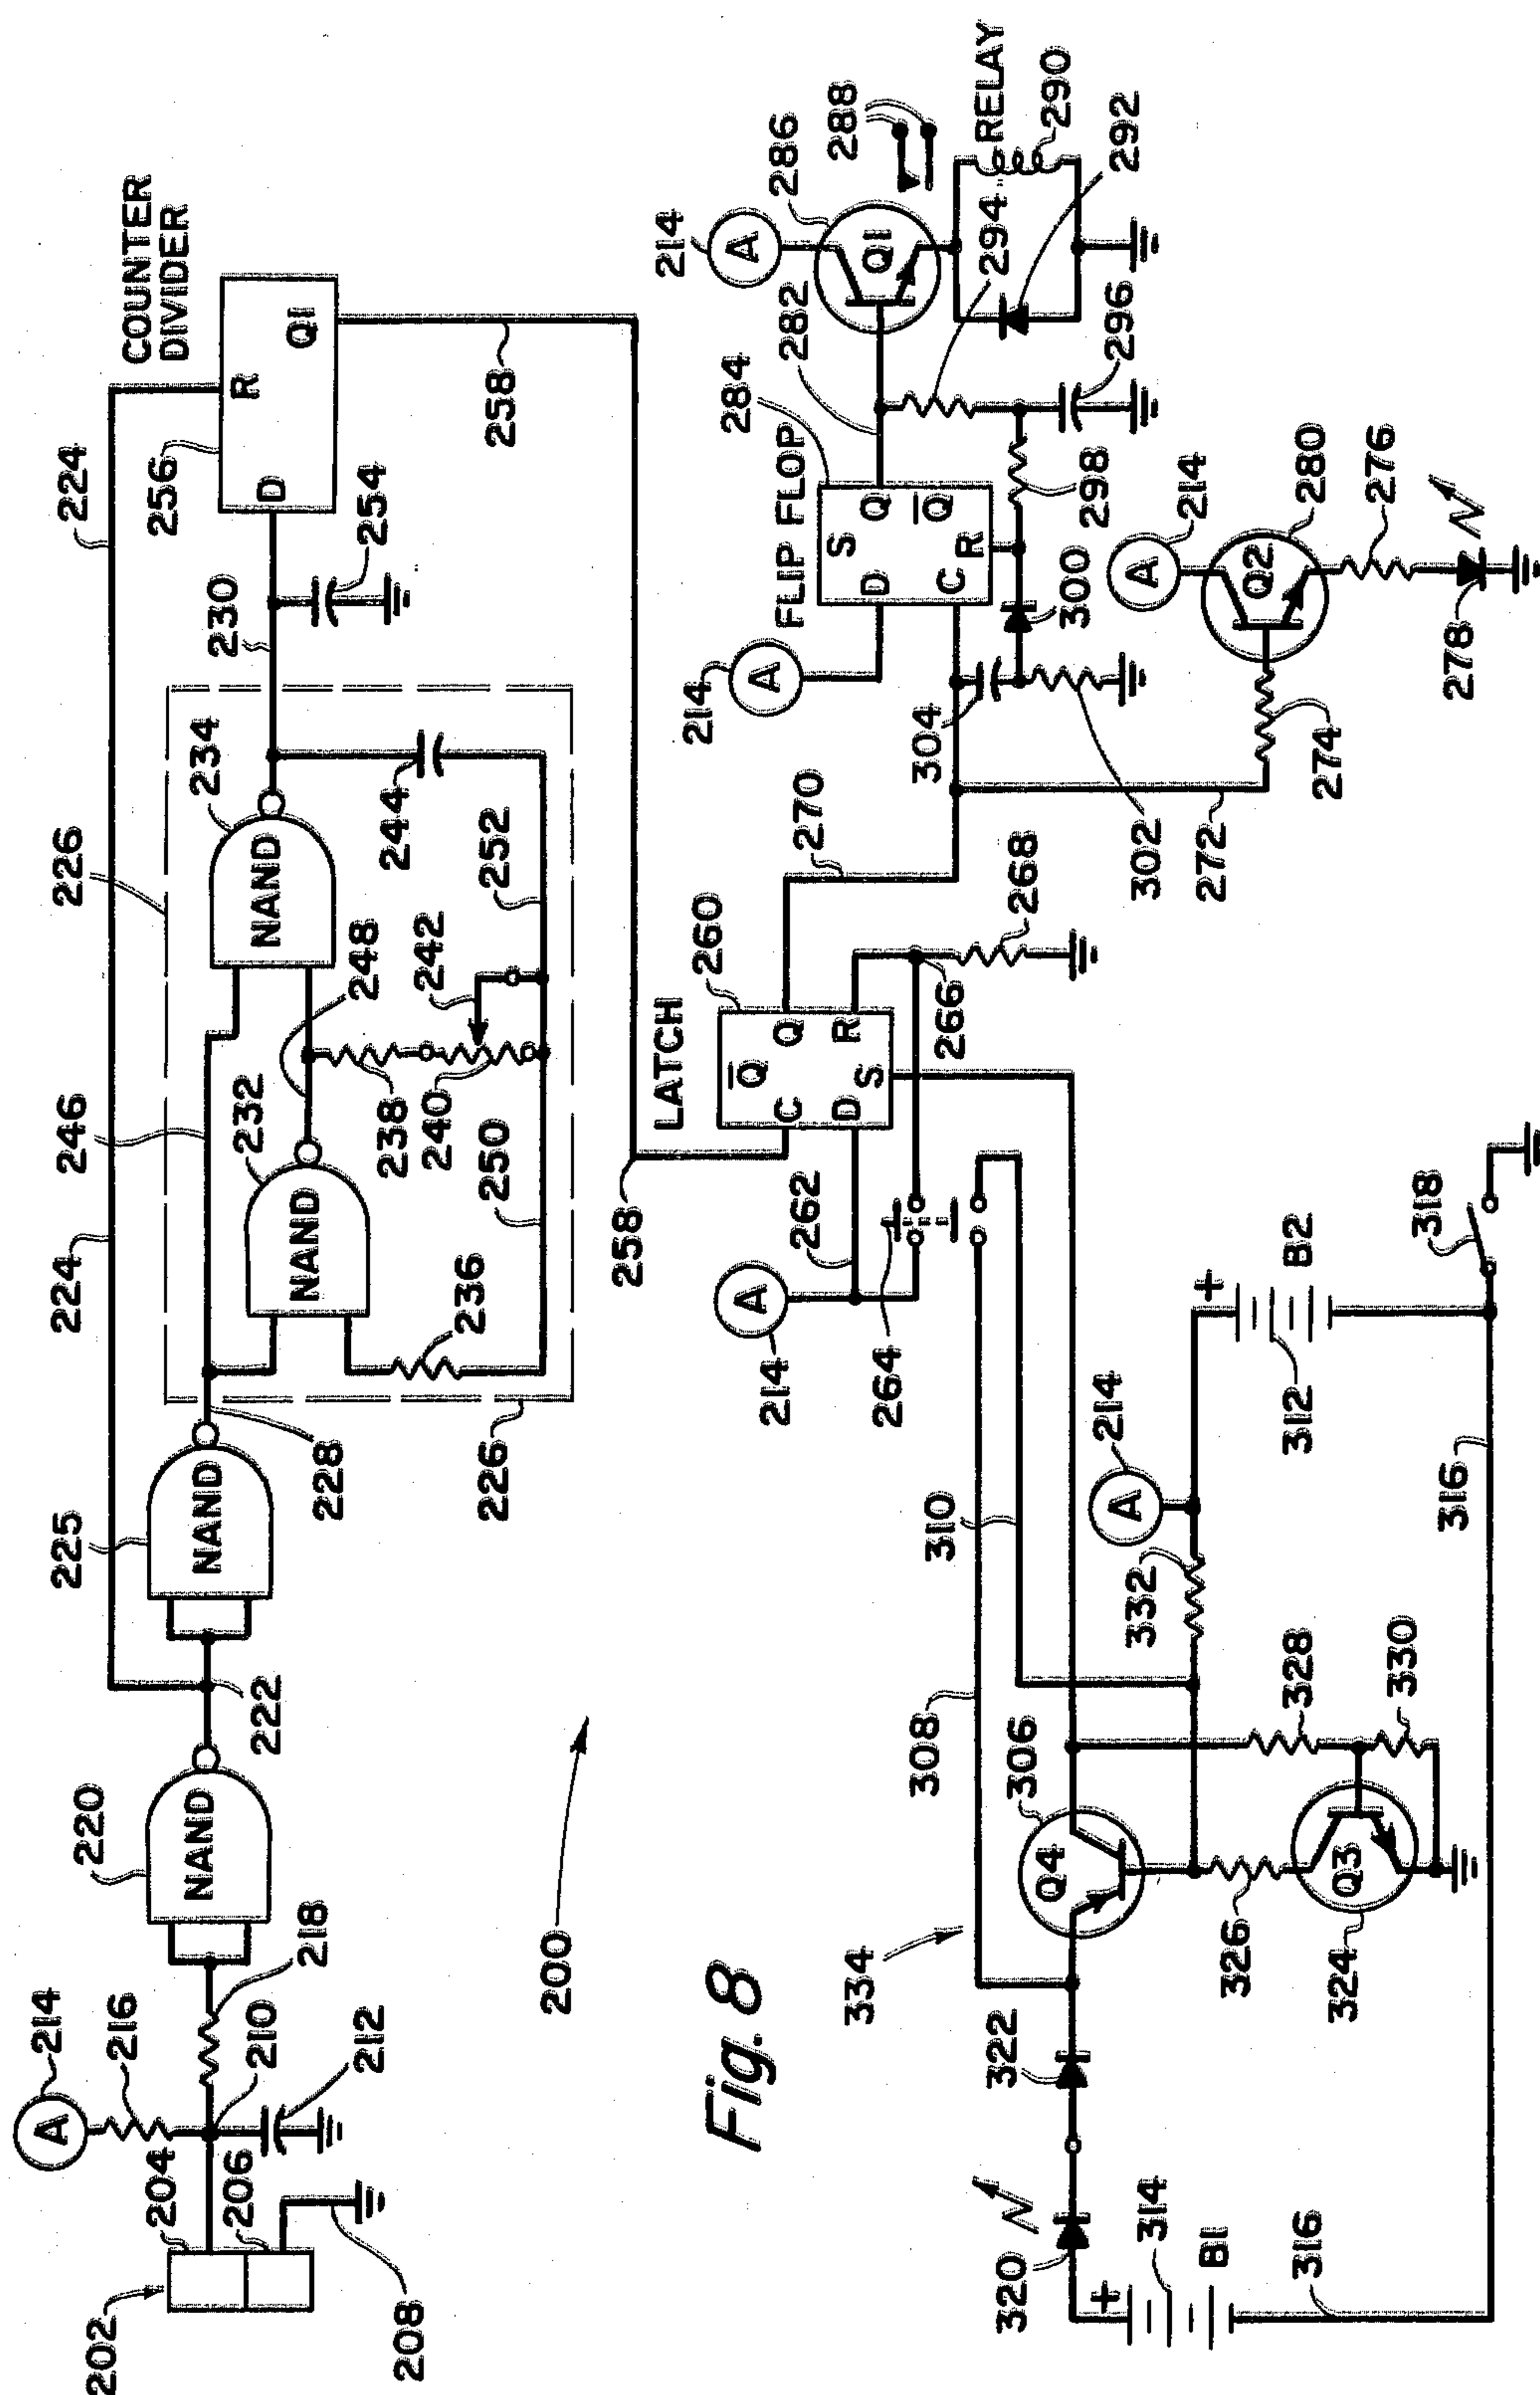 COUNTER
DIVIDER
224
256
R
Q1
D
254
230
258
226
246
224
234
NAND
248
232
NAND
242
244
252
238
240
250
236
226
228
225
NAND
222
220
NAND
218
214
A
216
210
212
204
206
202
208
200
258
LATCH
260
Q̅
Q
C
D
R
S
262
214
A
264
266
268
270
272
274
302
304
300
298
FLIP FLOP
284
S
D
Q
Q̅
C
R
214
A
282
214
A
286
Q1
288
RELAY
290
292
294
296
214
A
280
Q2
276
278
308
310
306
Q4
334
322
320
314
B1
+
316
326
324
Q3
328
330
332
214
A
312
B2
+
316
318
Fig. 8